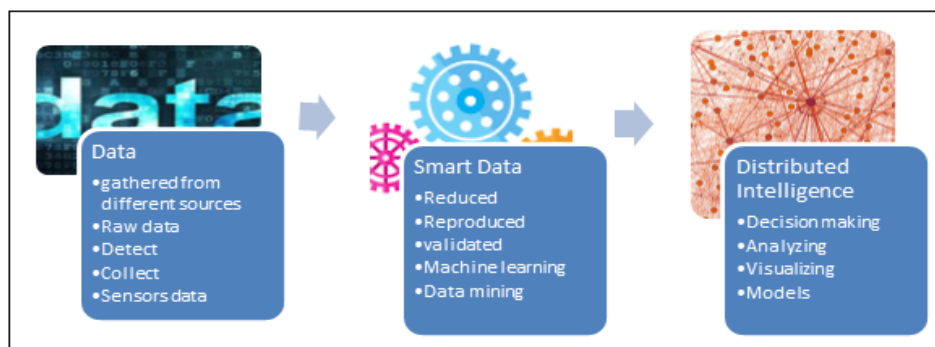 data
Data
•gathered from
different sources
•Raw data
•Detect
•Collect
•Sensors data
Smart Data
•Reduced
•Reproduced
•validated
•Machine learning
•Data mining
Distributed
Intelligence
•Decision making
•Analyzing
•Visualizing
•Models